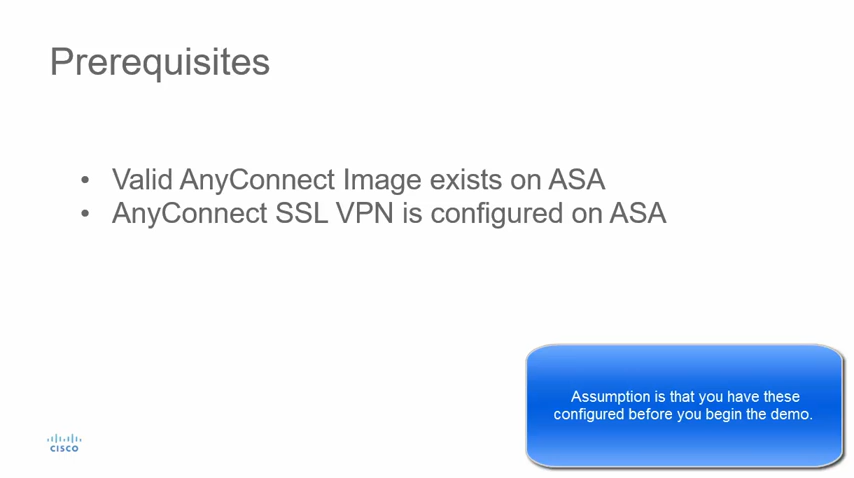 Prerequisites
• Valid AnyConnect Image exists on ASA
• AnyConnect SSL VPN is configured on ASA
Assumption is that you have these
configured before you begin the demo.
CISCO